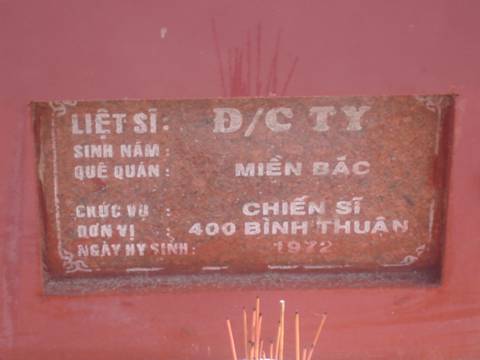 LIỆT SĨ : Đ/C TY
SINH NĂM :
QUÊ QUÁN : MIỀN BẮC
CHỨC VỤ : CHIẾN SĨ
ĐƠN VỊ : 400 BÌNH THUẬN
NGÀY HY SINH : 1972